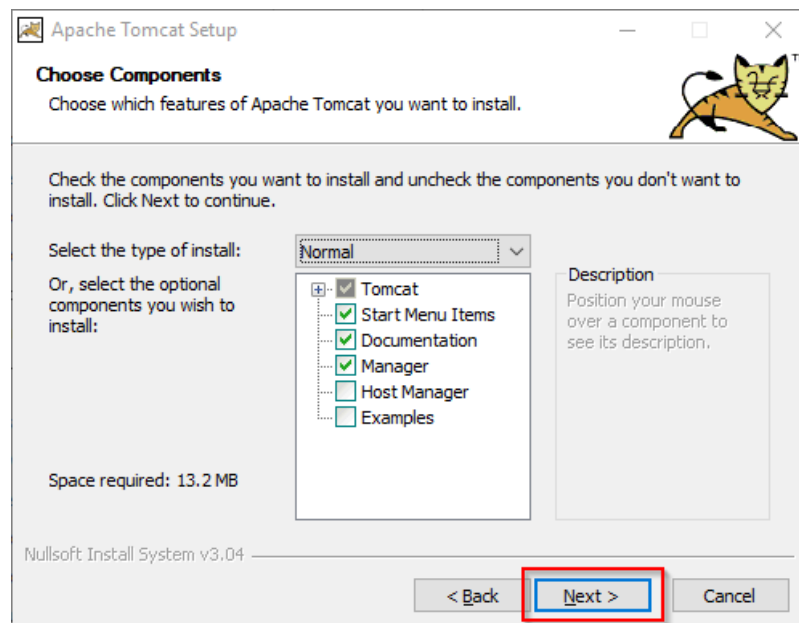 Apache Tomcat Setup
Choose Components
Choose which features of Apache Tomcat you want to install.
Check the components you want to install and uncheck the components you don't want to
install. Click Next to continue.
Select the type of install:
Normal
Or, select the optional
components you wish to
install:
Tomcat
Start Menu Items
Documentation
Manager
Host Manager
Examples
Description
Position your mouse
over a component to
see its description.
Space required: 13.2 MB
Nullsoft Install System v3.04
< Back
Next >
Cancel